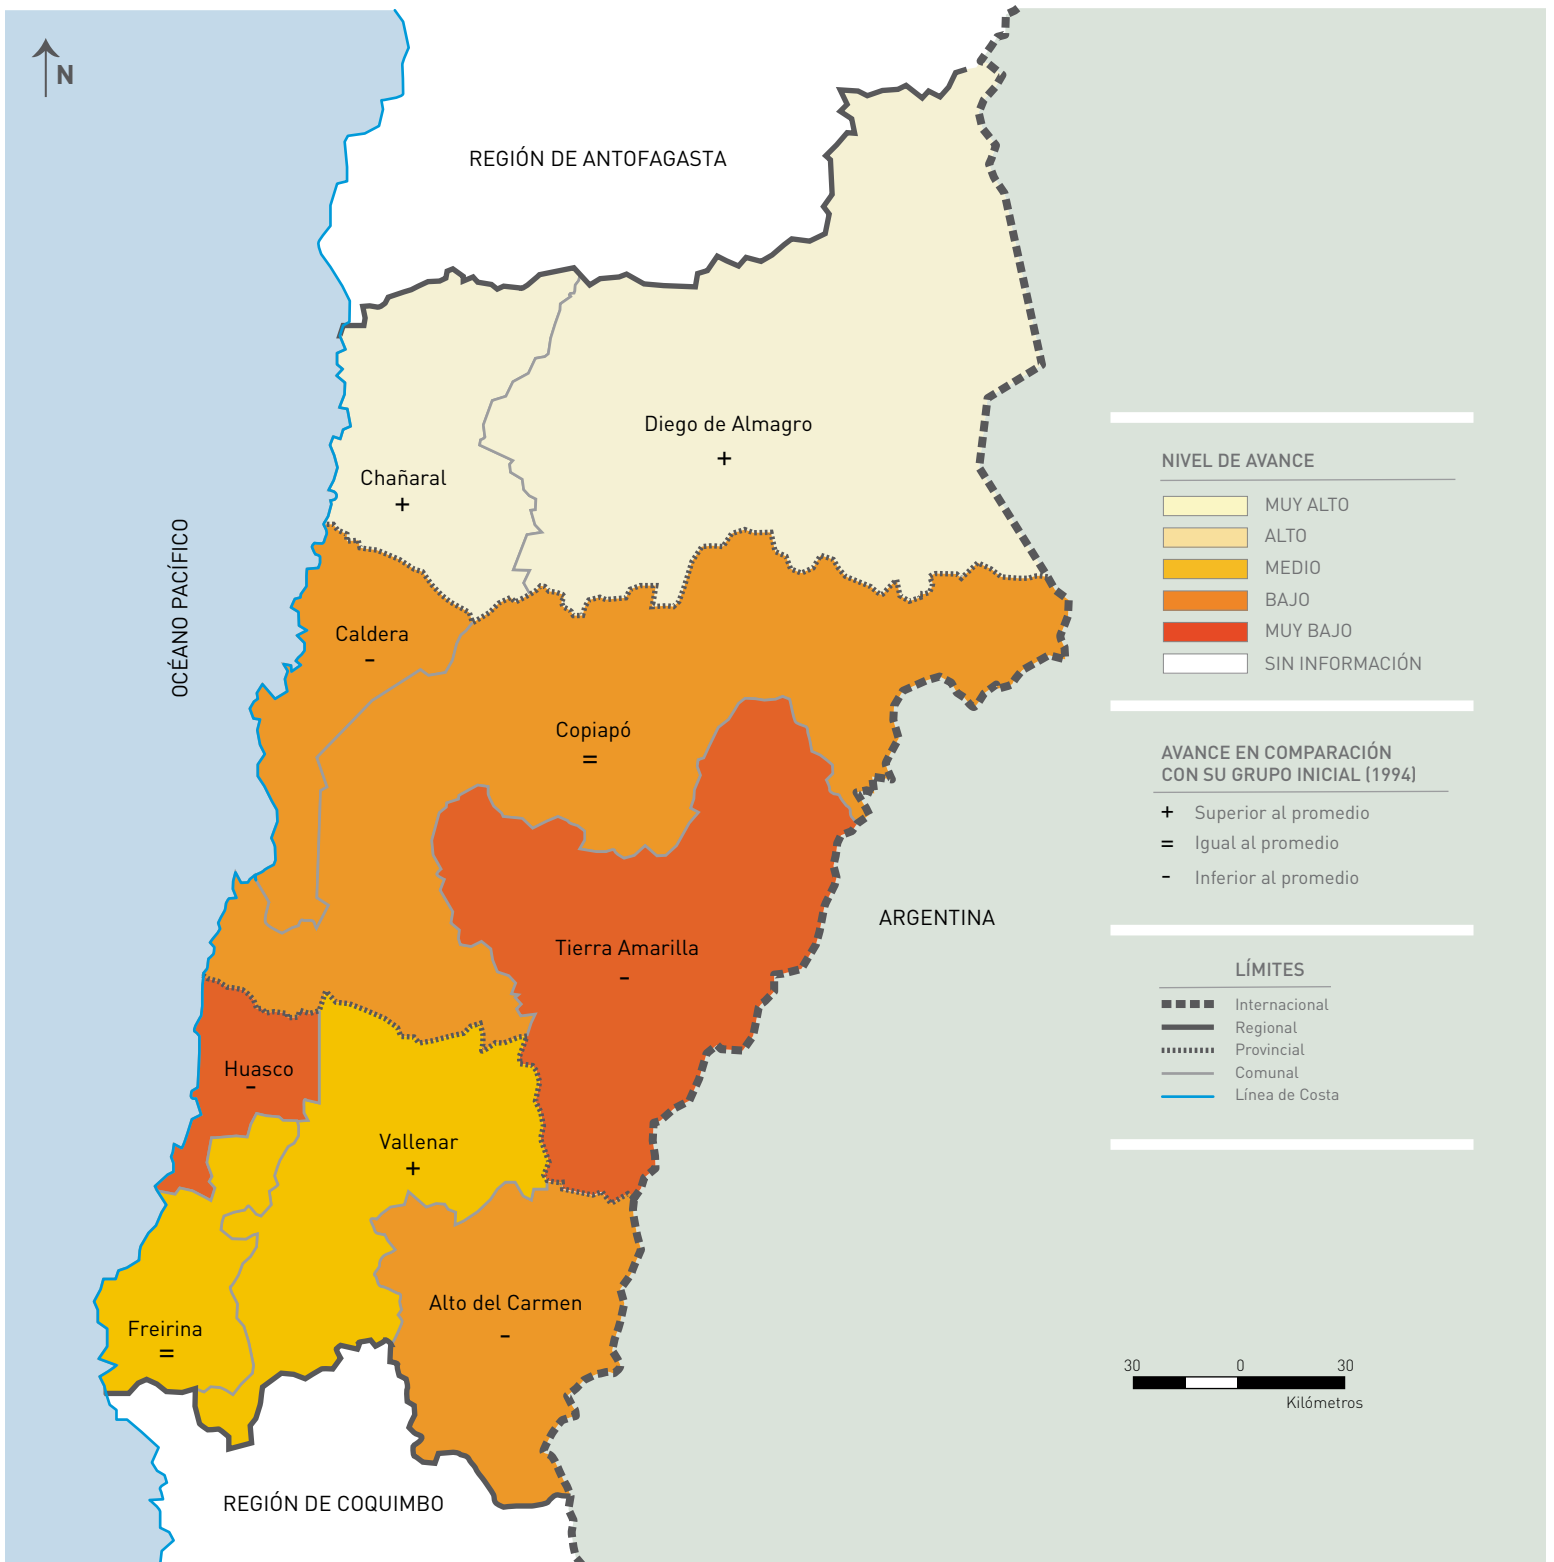 N
REGIÓN DE ANTOFAGASTA
Diego de Almagro
+
Chañaral
+
OCÉANO PACÍFICO
Caldera
-
Copiapó
=
Tierra Amarilla
-
ARGENTINA
Huasco
-
Vallenar
+
Alto del Carmen
-
Freirina
=
REGIÓN DE COQUIMBO
NIVEL DE AVANCE
MUY ALTO
ALTO
MEDIO
BAJO
MUY BAJO
SIN INFORMACIÓN
AVANCE EN COMPARACIÓN
CON SU GRUPO INICIAL (1994)
+ Superior al promedio
= Igual al promedio
- Inferior al promedio
LÍMITES
Internacional
Regional
Provincial
Comunal
Línea de Costa
30 0 30
Kilómetros